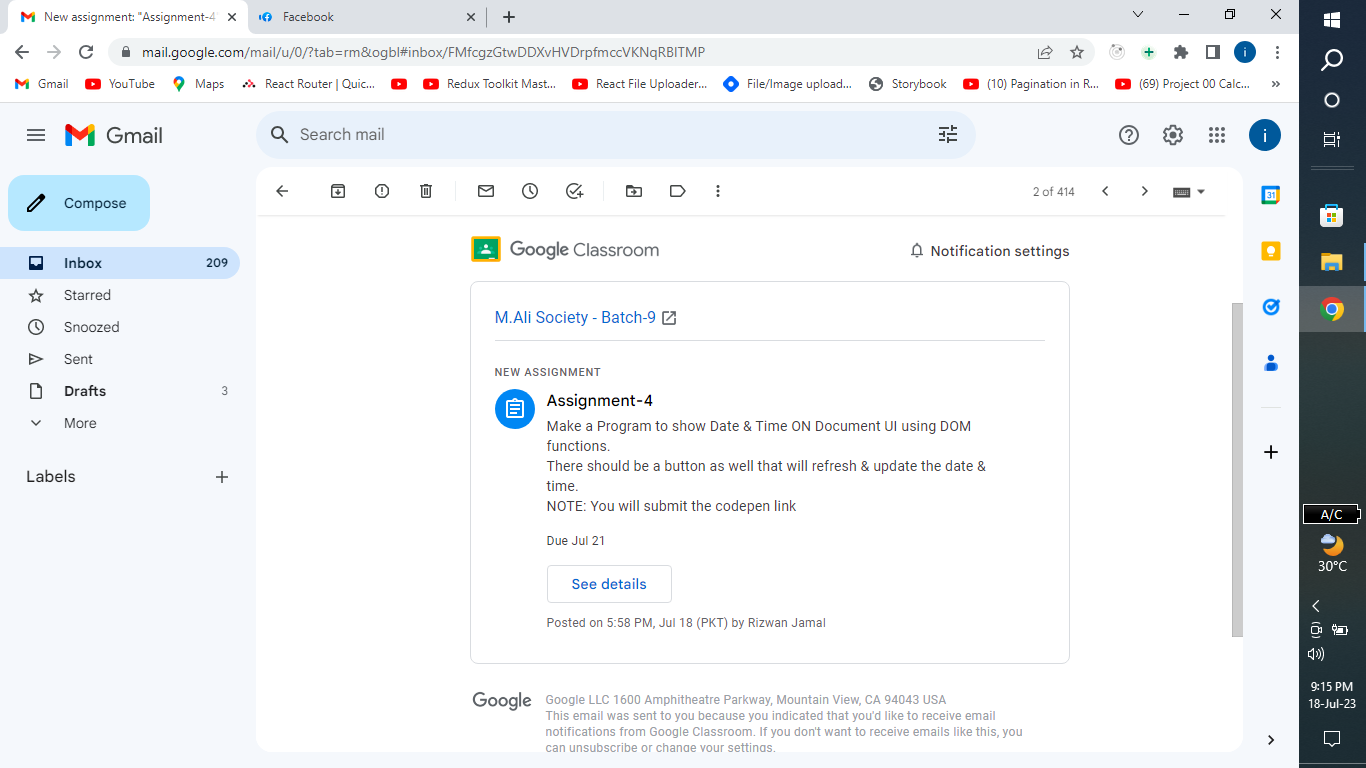 New assignment: "Assignment-4"
Facebook
mail.google.com/mail/u/0/?tab=rm&ogbl#inbox/FMfcgzGtwDDXvHVDrpfmccVKNqRBlTMP
i
Gmail
YouTube
Maps
React Router | Quic...
Redux Toolkit Mast...
React File Uploader...
File/Image upload...
Storybook
(10) Pagination in R...
(69) Project 00 Calc...
»
Gmail
Search mail
i
Compose
Inbox 209
Starred
Snoozed
Sent
Drafts 3
More
Labels
2 of 414
31
Google Classroom
Notification settings
M.Ali Society - Batch-9
NEW ASSIGNMENT
Assignment-4
Make a Program to show Date & Time ON Document UI using DOM
functions.
There should be a button as well that will refresh & update the date &
time.
NOTE: You will submit the codepen link
Due Jul 21
See details
Posted on 5:58 PM, Jul 18 (PKT) by Rizwan Jamal
Google
Google LLC 1600 Amphitheatre Parkway, Mountain View, CA 94043 USA
This email was sent to you because you indicated that you'd like to receive email
notifications from Google Classroom. If you don't want to receive emails like this, you
can unsubscribe or change your settings.
A/C
30°C
9:15 PM
18-Jul-23